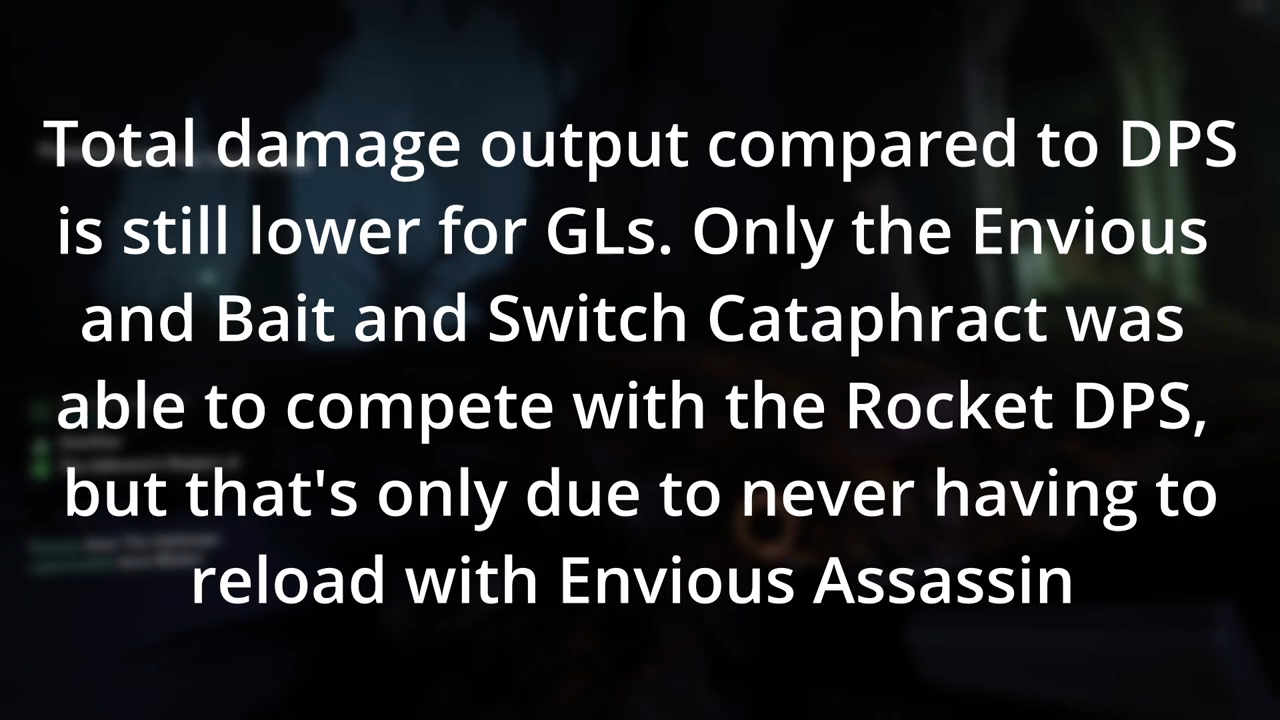 Total damage output compared to DPS
is still lower for GLs. Only the Envious
and Bait and Switch Cataphract was
able to compete with the Rocket DPS,
but that's only due to never having to
reload with Envious Assassin